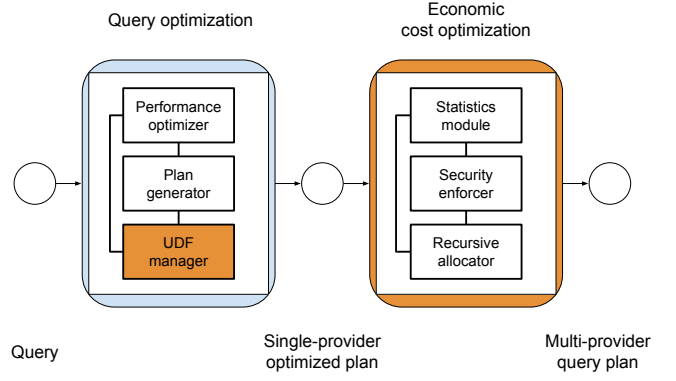 Query optimization
Economic
cost optimization
Performance
optimizer
Plan
generator
UDF
manager
Statistics
module
Security
enforcer
Recursive
allocator
Query
Single-provider
optimized plan
Multi-provider
query plan